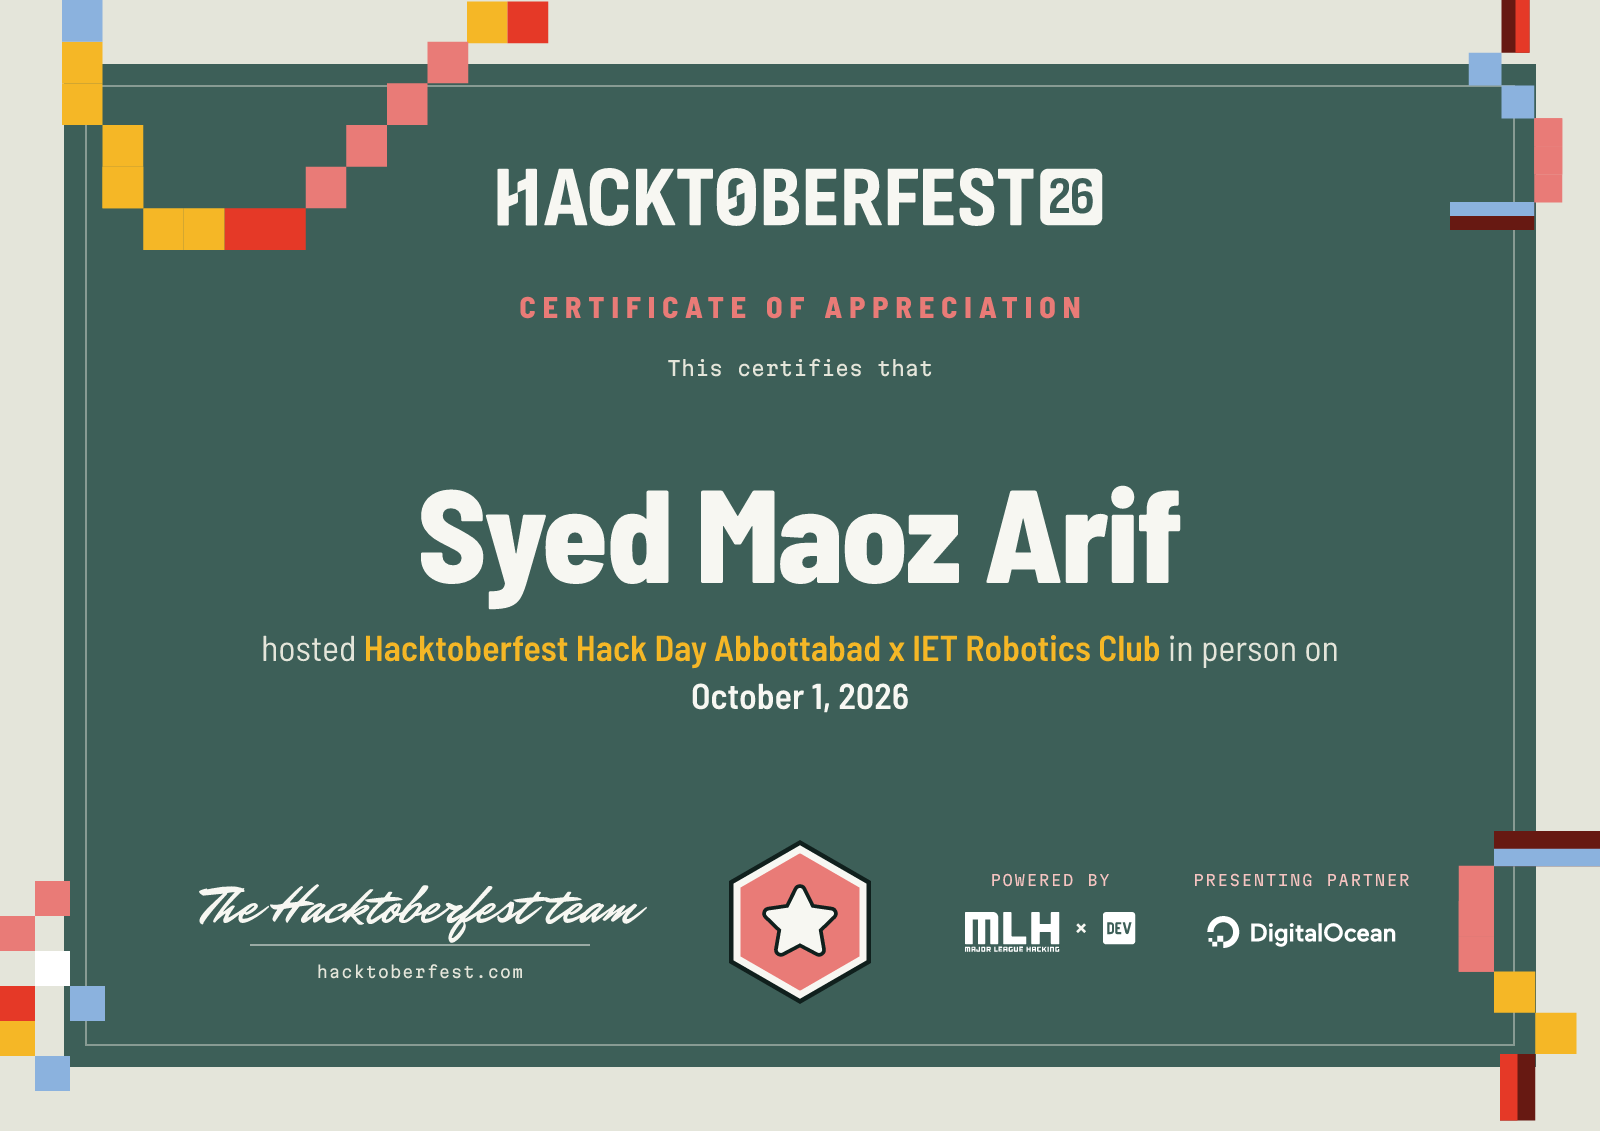 HACKTOBERFEST 26
CERTIFICATE OF APPRECIATION
This certifies that
Syed Maoz Arif
hosted Hacktoberfest Hack Day Abbottabad x IET Robotics Club in person on
October 1, 2026
The Hacktoberfest team
hacktoberfest.com
POWERED BY
MLH × DEV
MAJOR LEAGUE HACKING
PRESENTING PARTNER
DigitalOcean